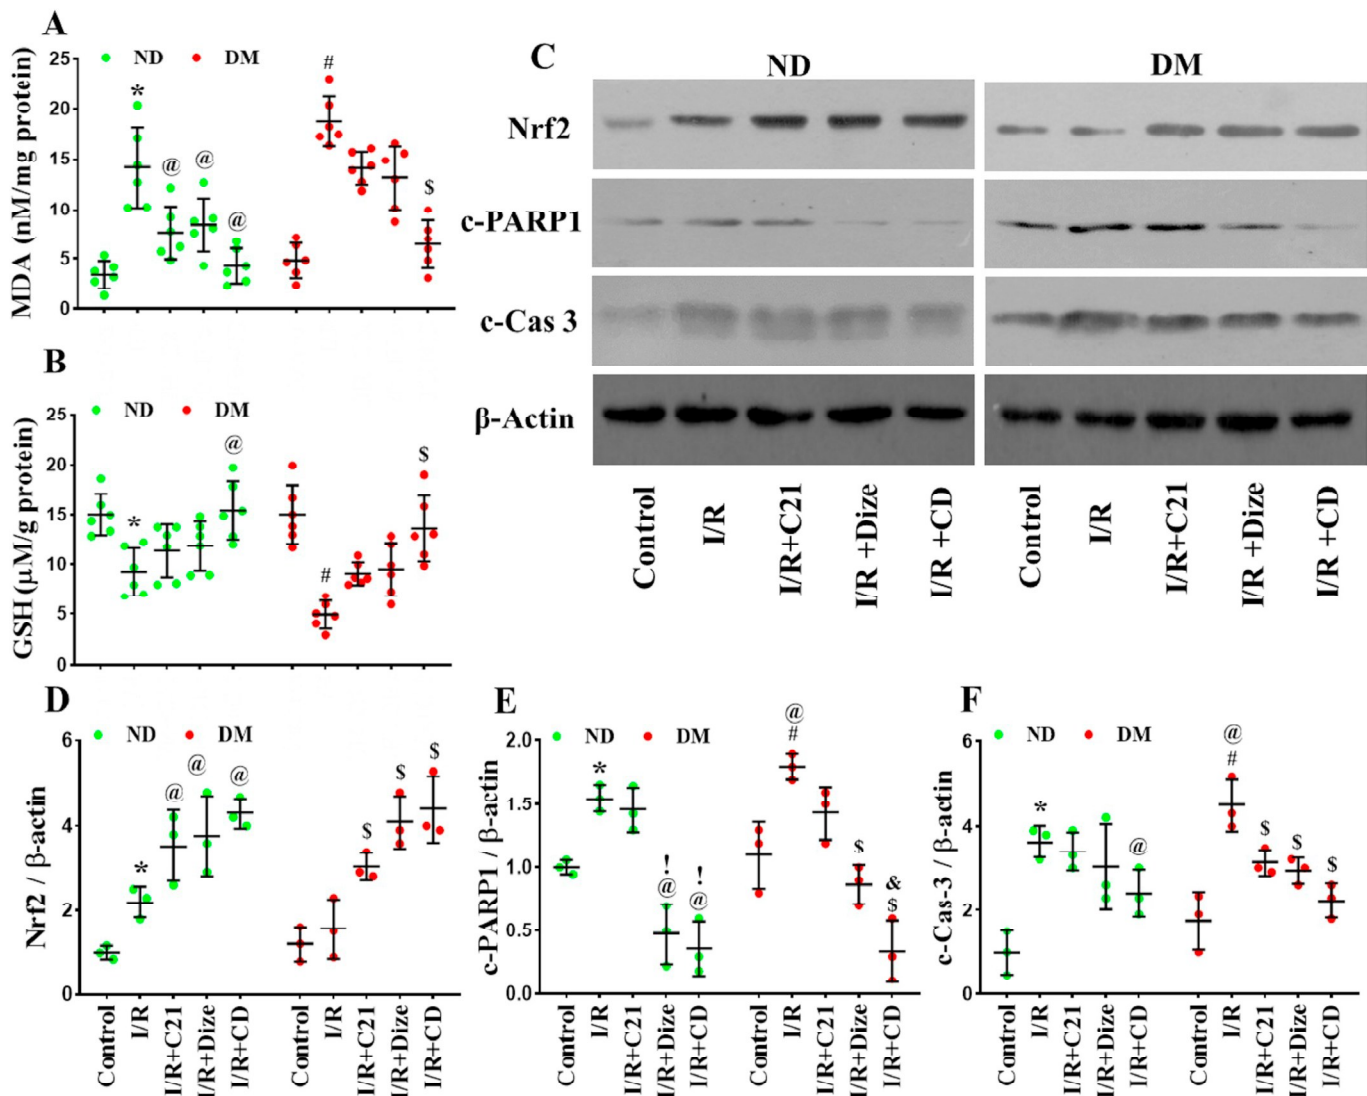 A
ND DM
MDA (nM/mg protein)
25
20
15
10
5
0
*
@
@
@
#
$
B
ND DM
GSH (μM/g protein)
25
20
15
10
5
0
*
@
#
$
C
ND
DM
Nrf2
c-PARP1
c-Cas 3
β-Actin
Control
I/R
I/R+C21
I/R +Dize
I/R +CD
Control
I/R
I/R+C21
I/R +Dize
I/R +CD
D
ND DM
Nrf2 / β-actin
6
4
2
0
*
@
@
@
$
$
$
Control
I/R
I/R+C21
I/R+Dize
I/R+CD
Control
I/R
I/R+C21
I/R+Dize
I/R+CD
E
ND DM
c-PARP1 / β-actin
2.0
1.5
1.0
0.5
0.0
*
!
@
!
@
@
#
$
&
$
Control
I/R
I/R+C21
I/R+Dize
I/R+CD
Control
I/R
I/R+C21
I/R+Dize
I/R+CD
F
ND DM
c-Cas-3 / β-actin
6
4
2
0
*
@
@
#
$
$
$
Control
I/R
I/R+C21
I/R+Dize
I/R+CD
Control
I/R
I/R+C21
I/R+Dize
I/R+CD